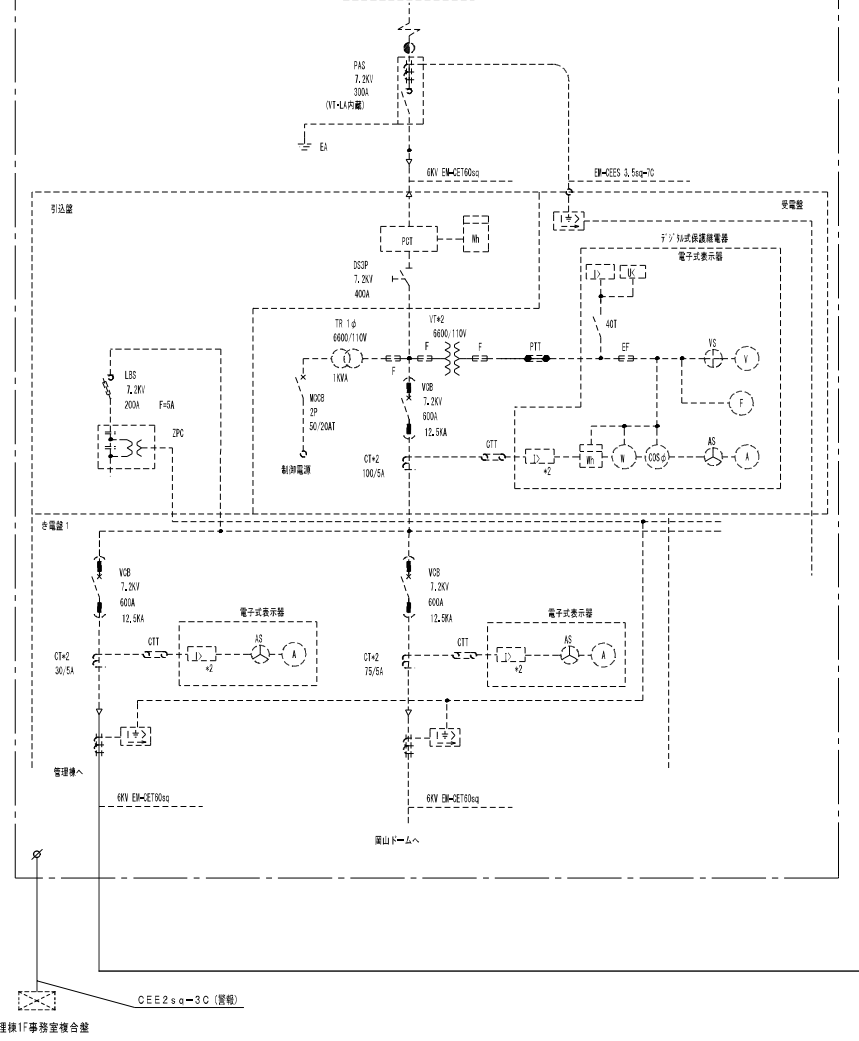 PAS
7.2KV
300A
(VT・LA内蔵)
EA
6KV EM-CET60sq
EM-CEES 3.5sq-7C
引込盤
受電盤
PCT
Wh
デジタル式保護継電器
電子式表示器
DS3P
7.2KV
400A
I>
U<
40T
TR 1φ
6600/110V
1KVA
VT*2
6600/110V
F
F
F
PTT
EF
VS
V
F
LBS
7.2KV
200A
F=5A
ZPC
MCCB
2P
50/20AT
制御電源
VCB
7.2KV
600A
12.5KA
CT*2
100/5A
CTT
I>
*2
Wh
W
COSφ
AS
A
き電盤1
VCB
7.2KV
600A
12.5KA
電子式表示器
CT*2
30/5A
CTT
I>
*2
AS
A
VCB
7.2KV
600A
12.5KA
電子式表示器
CT*2
75/5A
CTT
I>
*2
AS
A
管理棟へ
6KV EM-CET60sq
6KV EM-CET60sq
岡山ドームへ
CEE2sq-3C(警報)
理棟1F事務室複合盤